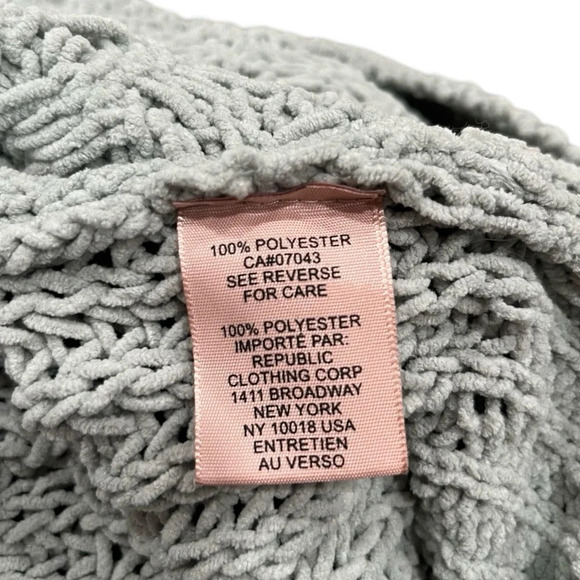 100% POLYESTER
CA#07043
SEE REVERSE
FOR CARE
100% POLYESTER
IMPORTÉ PAR:
REPUBLIC
CLOTHING CORP
1411 BROADWAY
NEW YORK
NY 10018 USA
ENTRETIEN
AU VERSO